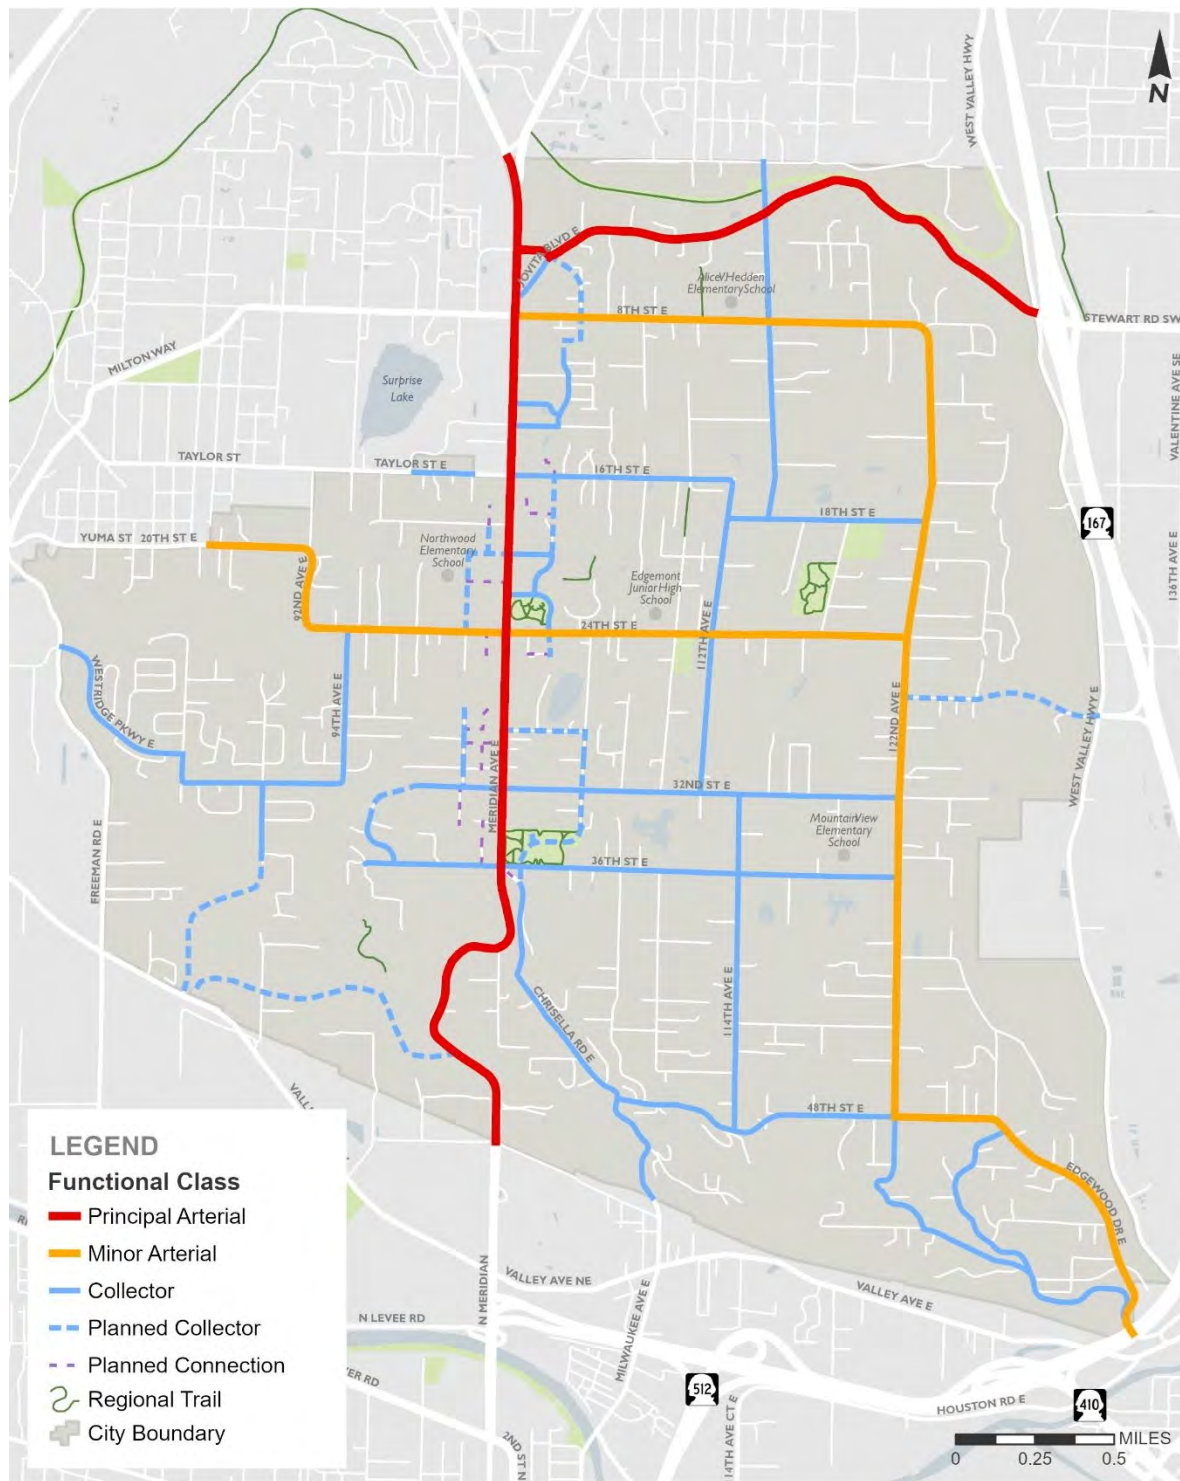 WEST VALLEY HWY
N
JOVITA BLVD E
Alice V Hedden
Elementary School
8TH ST E
STEWART RD SW
MILTON WAY
Surprise
Lake
VALENTINE AVE SE
TAYLOR ST
TAYLOR ST E
16TH ST E
18TH ST E
167
YUMA ST
20TH ST E
Northwood
Elementary
School
92ND AVE E
Edgemont
Junior High
School
136TH AVE E
24TH ST E
112TH AVE E
WESTRIDGE PKWY E
94TH AVE E
122ND AVE E
WEST VALLEY HWY E
MERIDIAN AVE E
32ND ST E
Mountain View
Elementary
School
FREEMAN RD E
36TH ST E
CHRISELLA RD E
114TH AVE E
48TH ST E
EDGEWOOD DR E
LEGEND
Functional Class
Principal Arterial
Minor Arterial
Collector
Planned Collector
Planned Connection
Regional Trail
City Boundary
VALLEY AVE NE
VALLEY AVE E
N MERIDIAN
N LEVEE RD
MILWAUKEE AVE E
512
HOUSTON RD E
410
2ND ST N
14TH AVE CT E
MILES
0
0.25
0.5